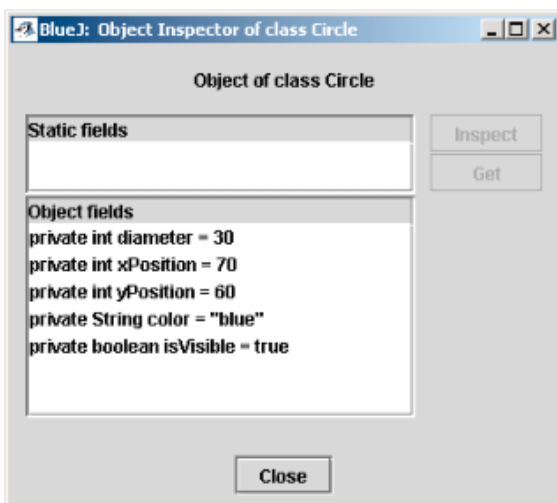 BlueJ: Object Inspector of class Circle
Object of class Circle
Static fields
Inspect
Get
Object fields
private int diameter = 30
private int xPosition = 70
private int yPosition = 60
private String color = "blue"
private boolean isVisible = true
Close